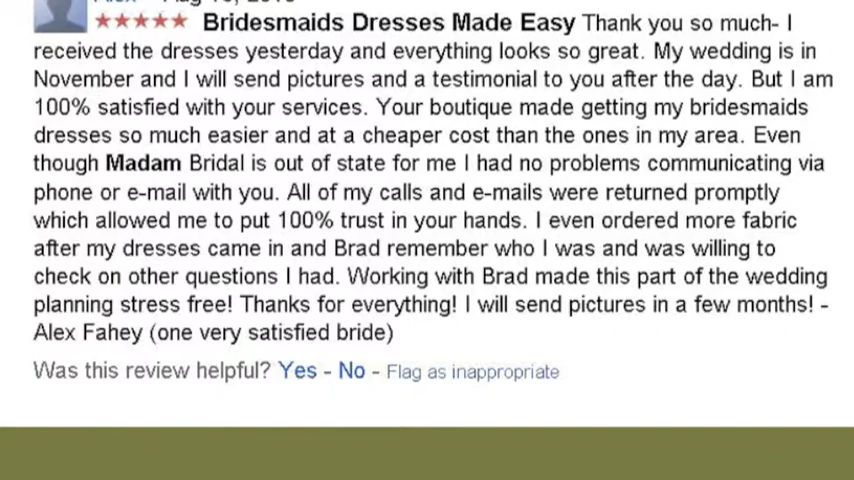 Bridesmaids Dresses Made Easy Thank you so much- I
received the dresses yesterday and everything looks so great. My wedding is in
November and I will send pictures and a testimonial to you after the day. But I am
100% satisfied with your services. Your boutique made getting my bridesmaids
dresses so much easier and at a cheaper cost than the ones in my area. Even
though Madam Bridal is out of state for me I had no problems communicating via
phone or e-mail with you. All of my calls and e-mails were returned promptly
which allowed me to put 100% trust in your hands. I even ordered more fabric
after my dresses came in and Brad remember who I was and was willing to
check on other questions I had. Working with Brad made this part of the wedding
planning stress free! Thanks for everything! I will send pictures in a few months! -
Alex Fahey (one very satisfied bride)
Was this review helpful? Yes - No - Flag as inappropriate